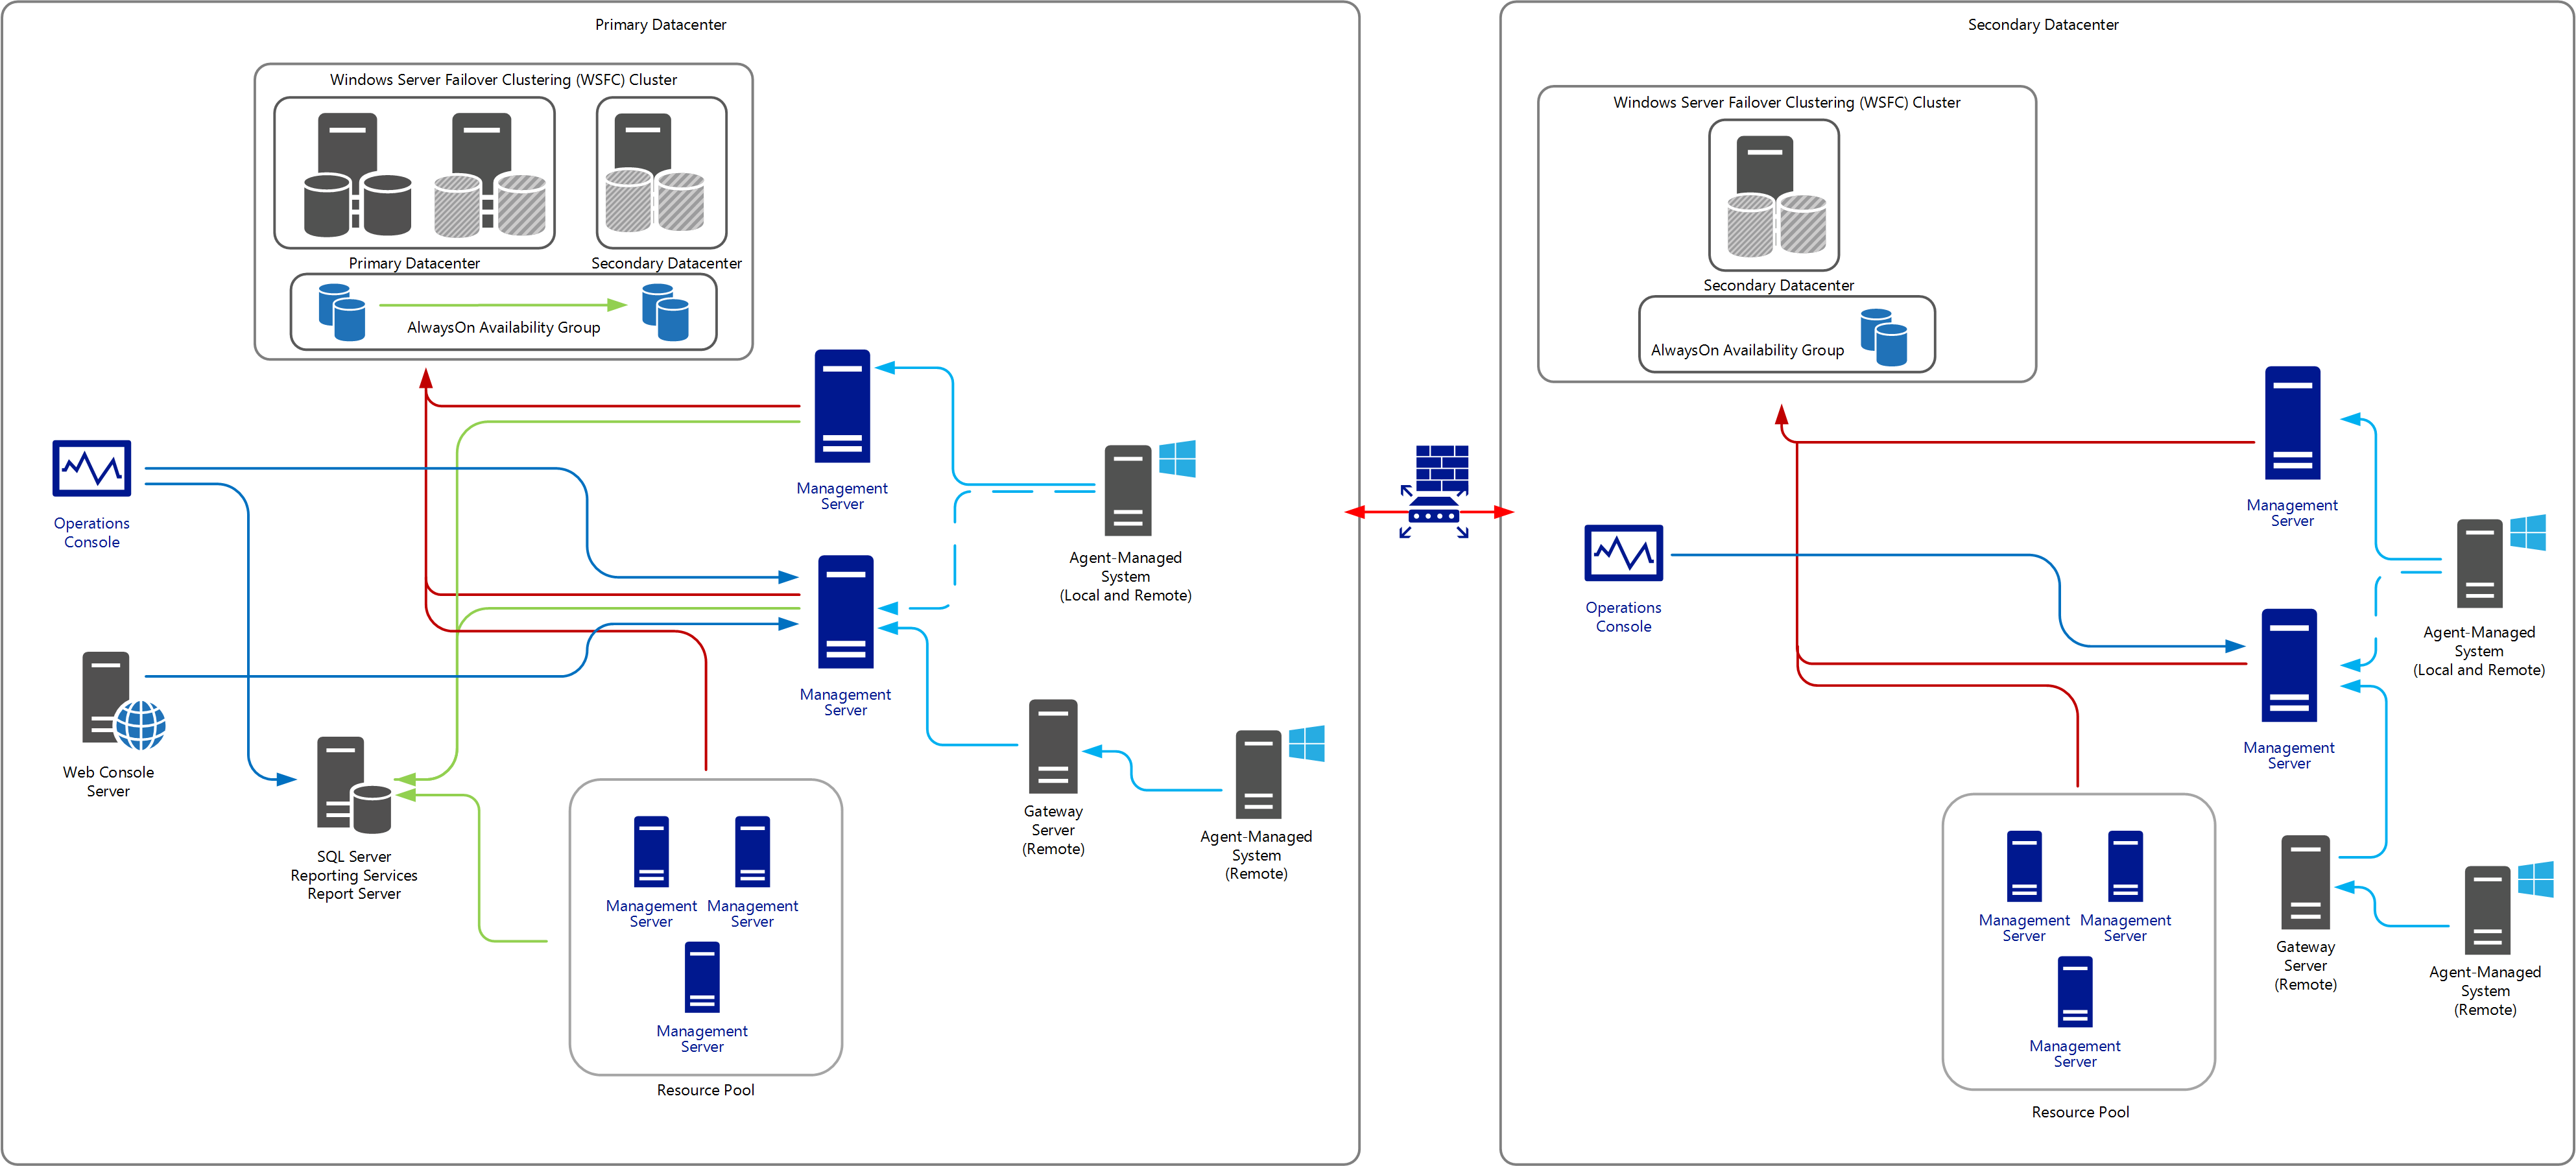 Primary Datacenter
Windows Server Failover Clustering (WSFC) Cluster
Primary Datacenter
Secondary Datacenter
AlwaysOn Availability Group
Management
Server
Operations
Console
Agent-Managed
System
(Local and Remote)
Management
Server
Web Console
Server
SQL Server
Reporting Services
Report Server
Gateway
Server
(Remote)
Agent-Managed
System
(Remote)
Management
Server
Management
Server
Management
Server
Resource Pool
Secondary Datacenter
Windows Server Failover Clustering (WSFC) Cluster
Secondary Datacenter
AlwaysOn Availability Group
Management
Server
Operations
Console
Agent-Managed
System
(Local and Remote)
Management
Server
Management
Server
Management
Server
Management
Server
Resource Pool
Gateway
Server
(Remote)
Agent-Managed
System
(Remote)